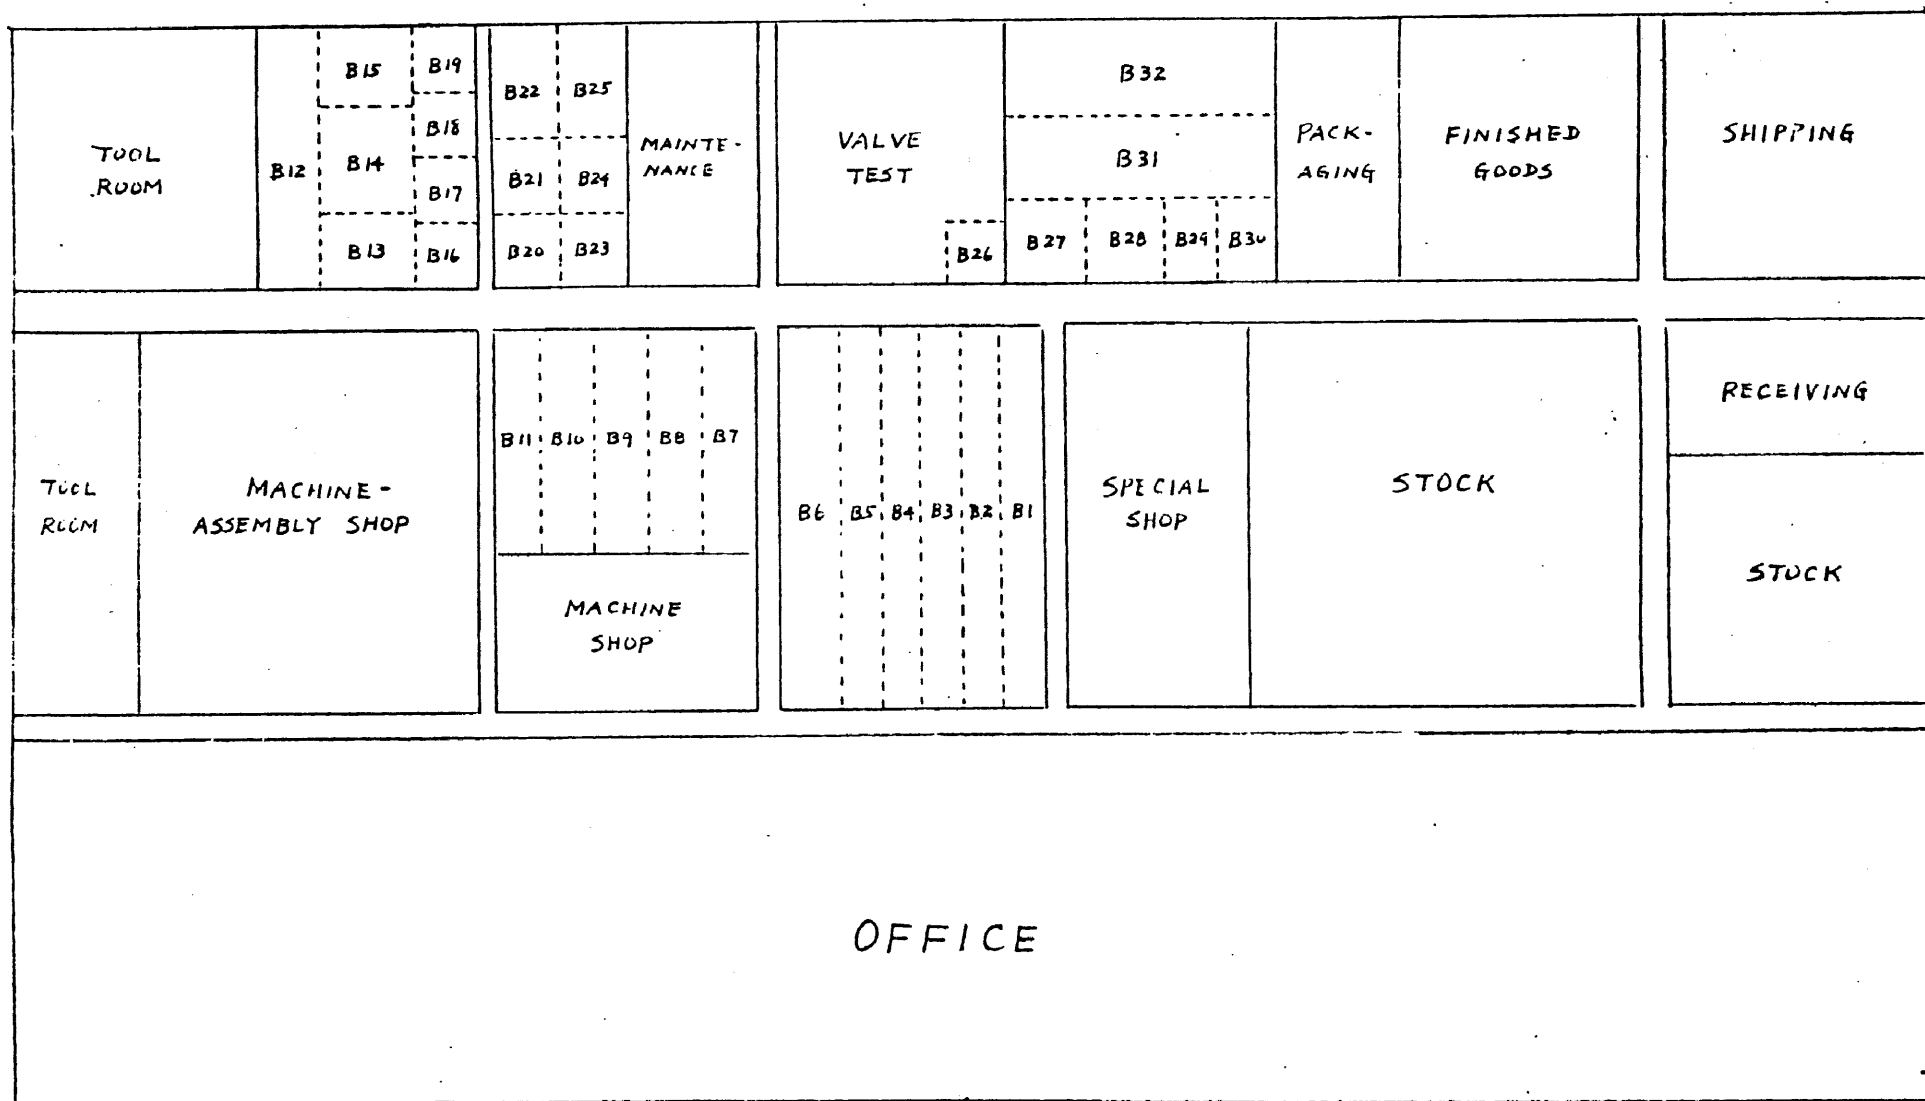 TOOL
ROOM
B12
B15
B14
B13
B19
B18
B17
B16
B22
B25
B21
B24
B20
B23
MAINTE-
NANCE
VALVE
TEST
B26
B32
B31
B27
B28
B29
B30
PACK-
AGING
FINISHED
GOODS
SHIPPING
TOOL
ROOM
MACHINE-
ASSEMBLY SHOP
B11
B10
B9
B8
B7
MACHINE
SHOP
B6
B5
B4
B3
B2
B1
SPECIAL
SHOP
STOCK
RECEIVING
STOCK
OFFICE